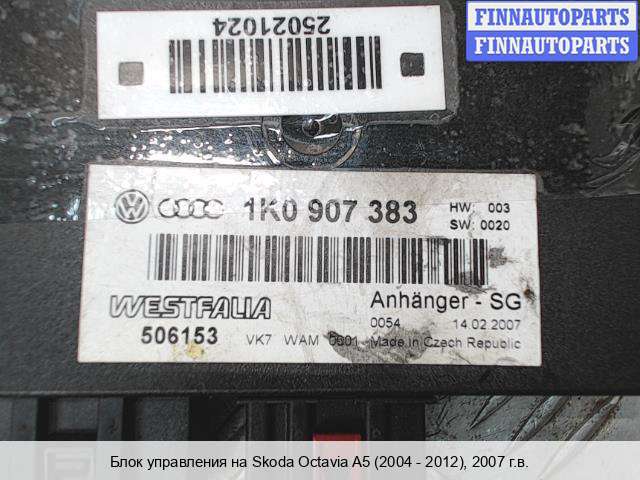 FINNAUTOPARTS
FINNAUTOPARTS
25021024
1K0 907 383
HW: 003
SW: 0020
WESTFALIA
Anhänger - SG
506153
0054 14.02 2007
VK7 WAM 0001 Made in Czech Republic
Блок управления на Skoda Octavia A5 (2004 - 2012), 2007 г.в.